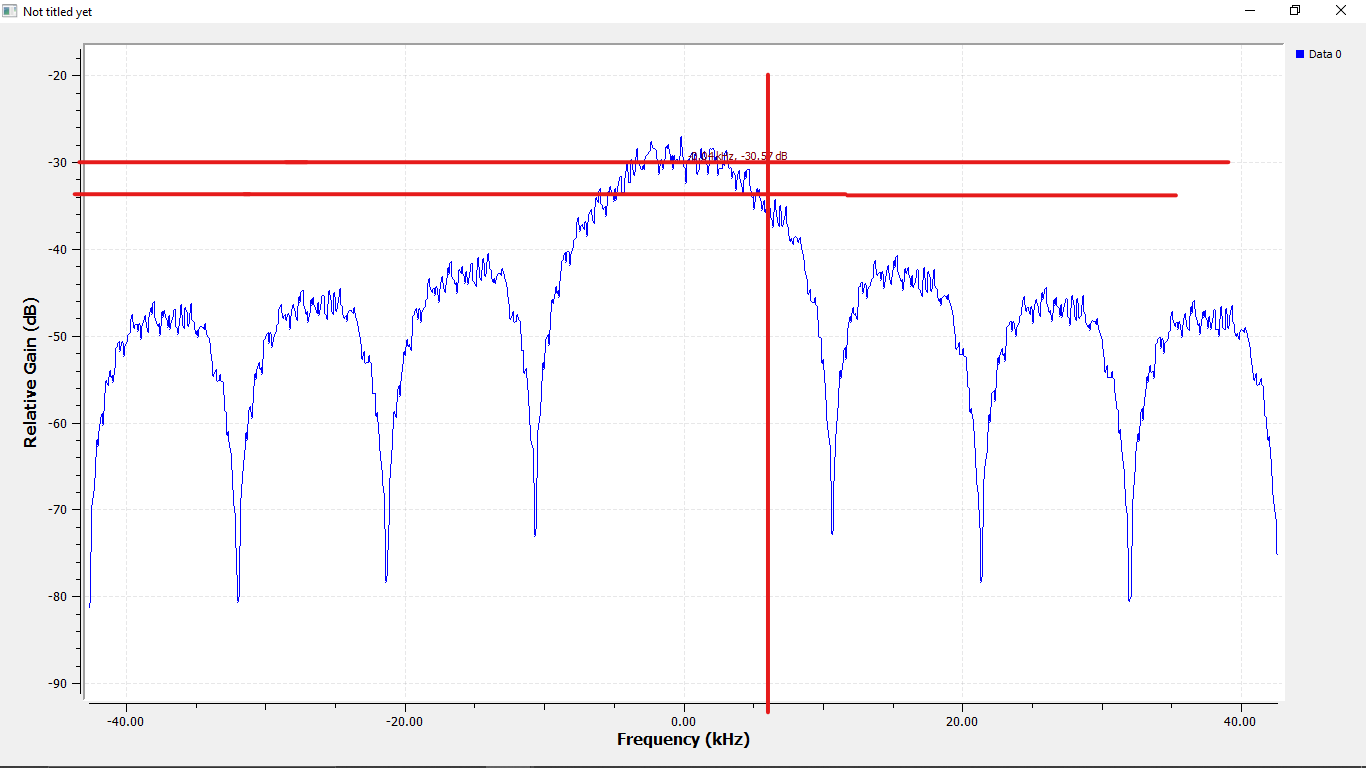 Not titled yet
Data 0
-20
-30
-40
-50
-60
-70
-80
-90
Relative Gain (dB)
kHz, -30.57 dB
-40.00
-20.00
0.00
20.00
40.00
Frequency (kHz)